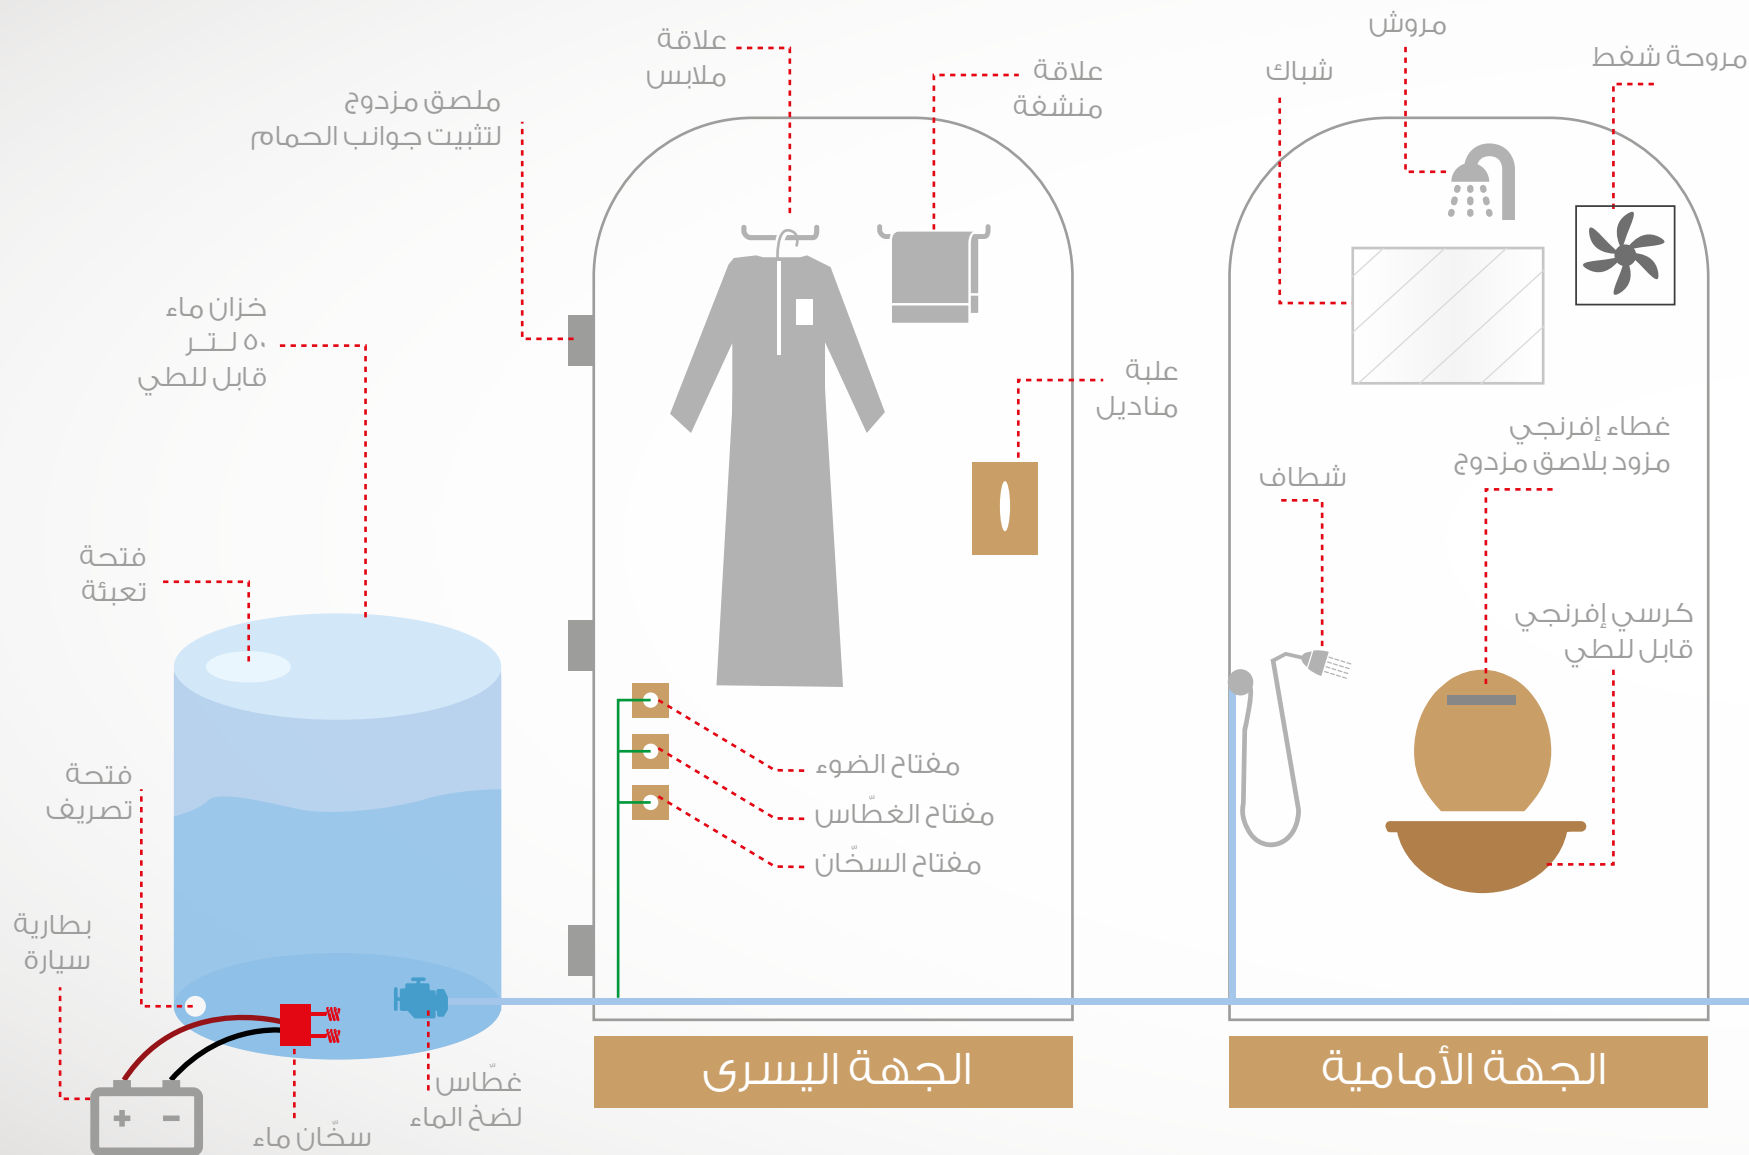 مروش
مروحة شفط
شباك
غطاء إفرنجي
مزود بلاصق مزدوج
شطاف
كرسي إفرنجي
قابل للطي
الجهة الأمامية
علاقة
ملابس
علاقة
منشفة
ملصق مزدوج
لتثبيت جوانب الحمام
علبة
مناديل
مفتاح الضوء
مفتاح الغطّاس
مفتاح السخّان
الجهة اليسرى
خزان ماء
٥٠ لــتــر
قابل للطي
فتحة
تعبئة
فتحة
تصريف
بطارية
سيارة
غطّاس
لضخ الماء
سخّان ماء